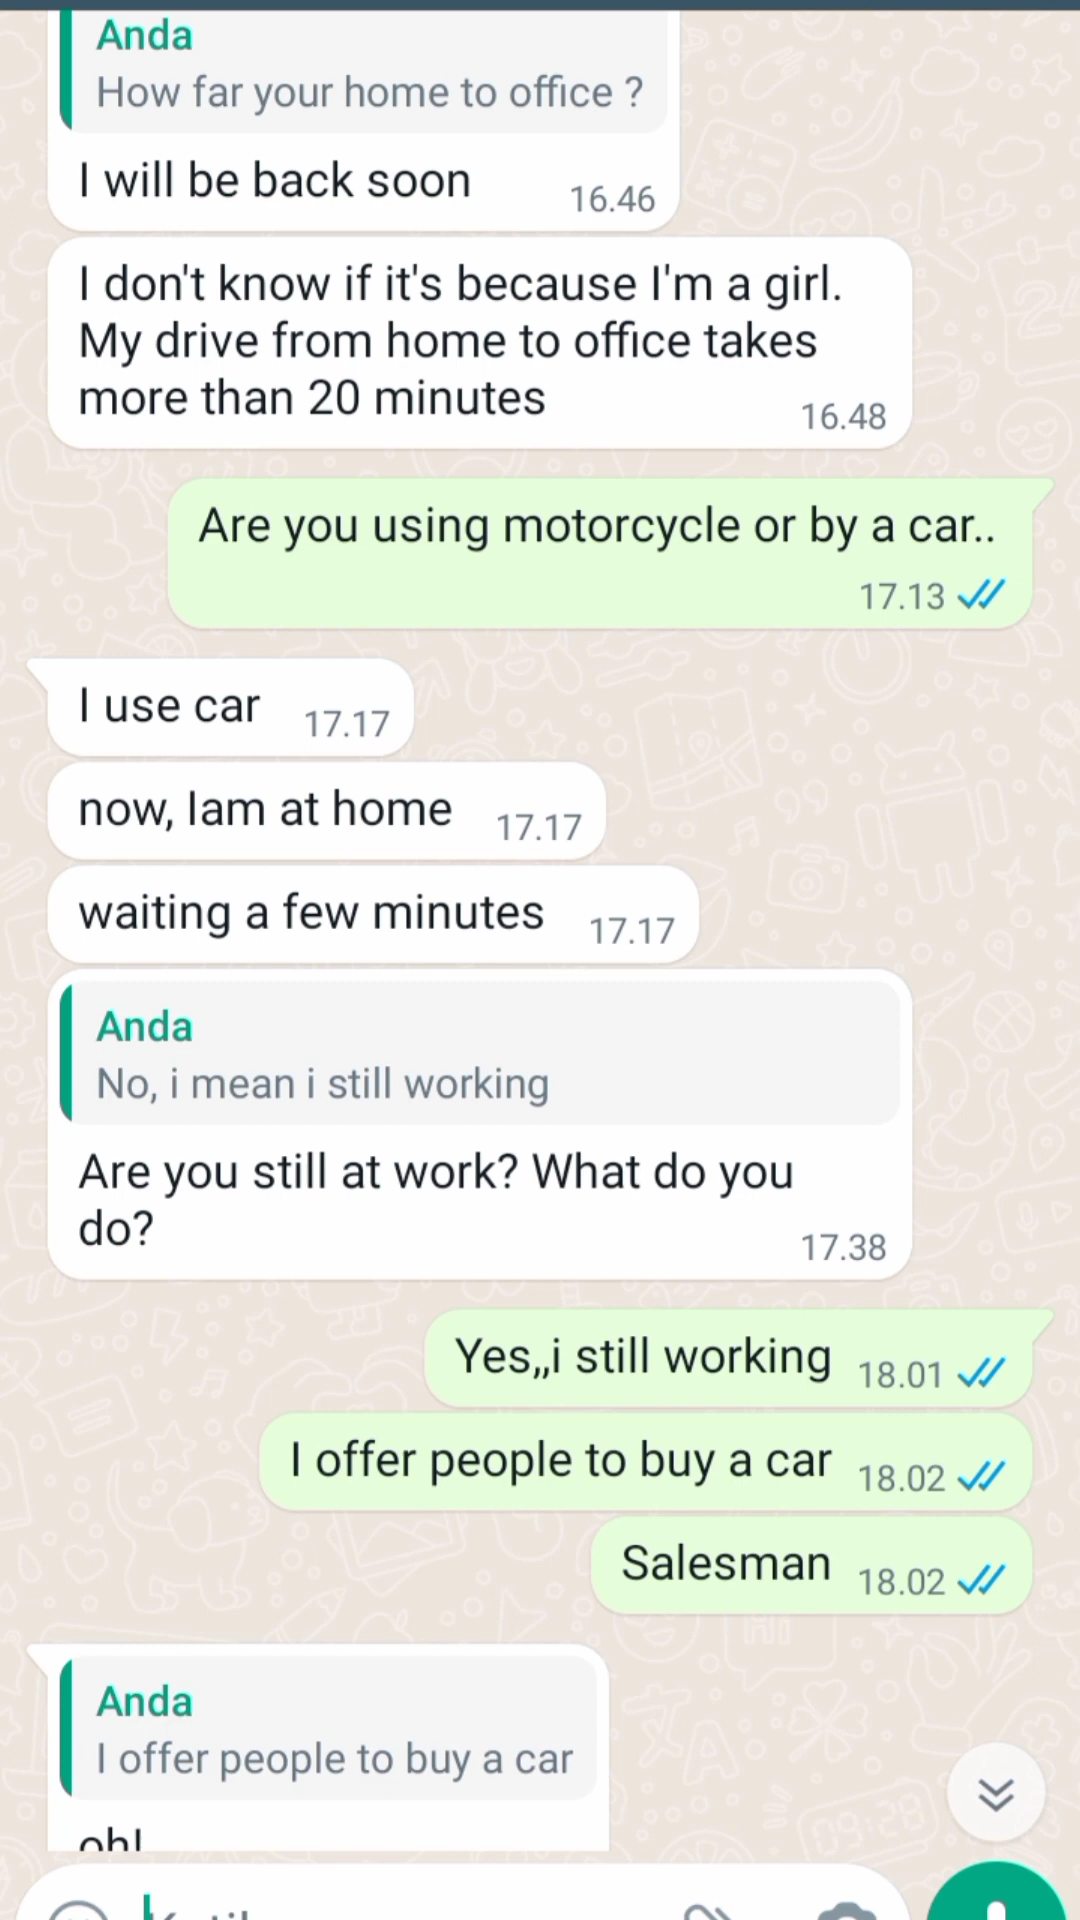 Anda
How far your home to office ?
I will be back soon
16.46
I don't know if it's because I'm a girl.
My drive from home to office takes
more than 20 minutes
16.48
Are you using motorcycle or by a car..
17.13
I use car
17.17
now, Iam at home
17.17
waiting a few minutes
17.17
Anda
No, i mean i still working
Are you still at work? What do you
do?
17.38
Yes,,i still working
18.01
I offer people to buy a car
18.02
Salesman
18.02
Anda
I offer people to buy a car
oh!